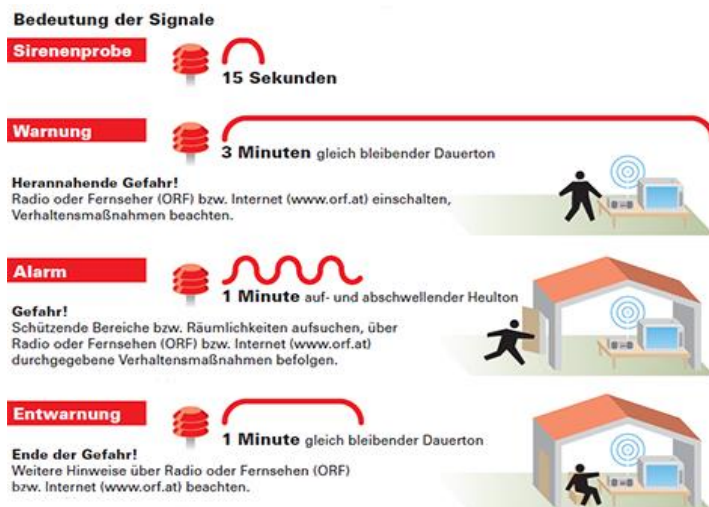 Bedeutung der Signale
Sirenenprobe
15 Sekunden
Warnung
3 Minuten gleich bleibender Dauerton
Herannahende Gefahr!
Radio oder Fernseher (ORF) bzw. Internet (www.orf.at) einschalten,
Verhaltensmaßnahmen beachten.
Alarm
1 Minute auf- und abschwellender Heulton
Gefahr!
Schützende Bereiche bzw. Räumlichkeiten aufsuchen, über
Radio oder Fernsehen (ORF) bzw. Internet (www.orf.at)
durchgegebene Verhaltensmaßnahmen befolgen.
Entwarnung
1 Minute gleich bleibender Dauerton
Ende der Gefahr!
Weitere Hinweise über Radio oder Fernsehen (ORF)
bzw. Internet (www.orf.at) beachten.